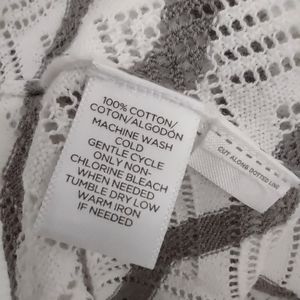 100% COTTON/
COTON/ALGODÓN
MACHINE WASH
COLD
GENTLE CYCLE
ONLY NON-
CHLORINE BLEACH
WHEN NEEDED
TUMBLE DRY LOW
WARM IRON
IF NEEDED
CUT ALONG DOTTED LINE